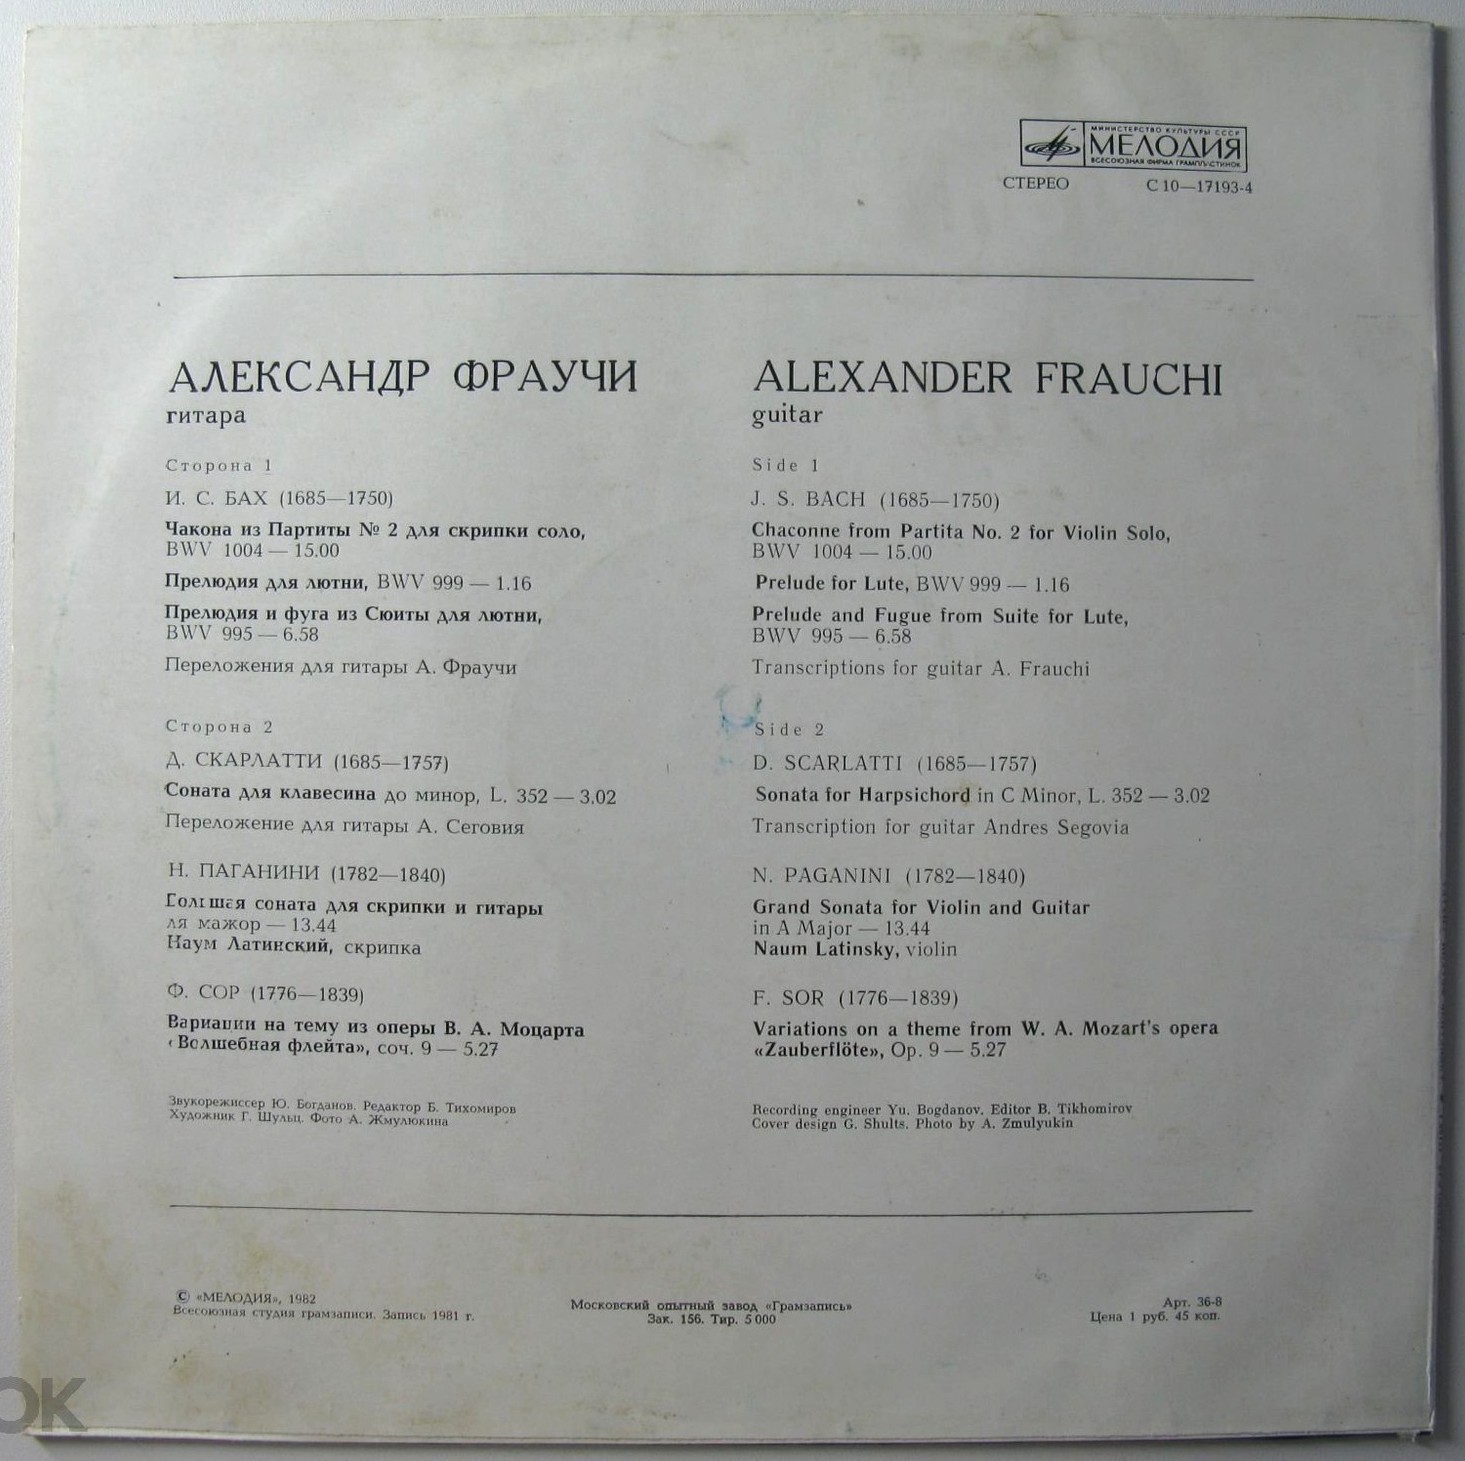 МИНИСТЕРСТВО КУЛЬТУРЫ СССР
МЕЛОДИЯ
ВСЕСОЮЗНАЯ ФИРМА ГРАМПЛАСТИНОК
СТЕРЕО С 10—17193-4
АЛЕКСАНДР ФРАУЧИ
гитара
Сторона 1
И. С. БАХ (1685—1750)
Чакона из Партиты № 2 для скрипки соло,
BWV 1004 — 15.00
Прелюдия для лютни, BWV 999 — 1.16
Прелюдия и фуга из Сюиты для лютни,
BWV 995 — 6.58
Переложения для гитары А. Фраучи
Сторона 2
Д. СКАРЛАТТИ (1685—1757)
Соната для клавесина до минор, L. 352 — 3.02
Переложение для гитары А. Сеговия
Н. ПАГАНИНИ (1782—1840)
Большая соната для скрипки и гитары
ля мажор — 13.44
Наум Латинский, скрипка
Ф. СОР (1776—1839)
Вариации на тему из оперы В. А. Моцарта
«Волшебная флейта», соч. 9 — 5.27
Звукорежиссер Ю. Богданов. Редактор Б. Тихомиров
Художник Г. Шульц. Фото А. Жмулюкина
ALEXANDER FRAUCHI
guitar
Side 1
J. S. BACH (1685—1750)
Chaconne from Partita No. 2 for Violin Solo,
BWV 1004 — 15.00
Prelude for Lute, BWV 999 — 1.16
Prelude and Fugue from Suite for Lute,
BWV 995 — 6.58
Transcriptions for guitar A. Frauchi
Side 2
D. SCARLATTI (1685—1757)
Sonata for Harpsichord in C Minor, L. 352 — 3.02
Transcription for guitar Andres Segovia
N. PAGANINI (1782—1840)
Grand Sonata for Violin and Guitar
in A Major — 13.44
Naum Latinsky, violin
F. SOR (1776—1839)
Variations on a theme from W. A. Mozart's opera
«Zauberflöte», Op. 9 — 5.27
Recording engineer Yu. Bogdanov. Editor B. Tikhomirov
Cover design G. Shults. Photo by A. Zmulyukin
© «МЕЛОДИЯ», 1982
Всесоюзная студия грамзаписи. Запись 1981 г.
Московский опытный завод «Грамзапись»
Зак. 156. Тир. 5 000
Арт. 36-8
Цена 1 руб. 45 коп.
OK